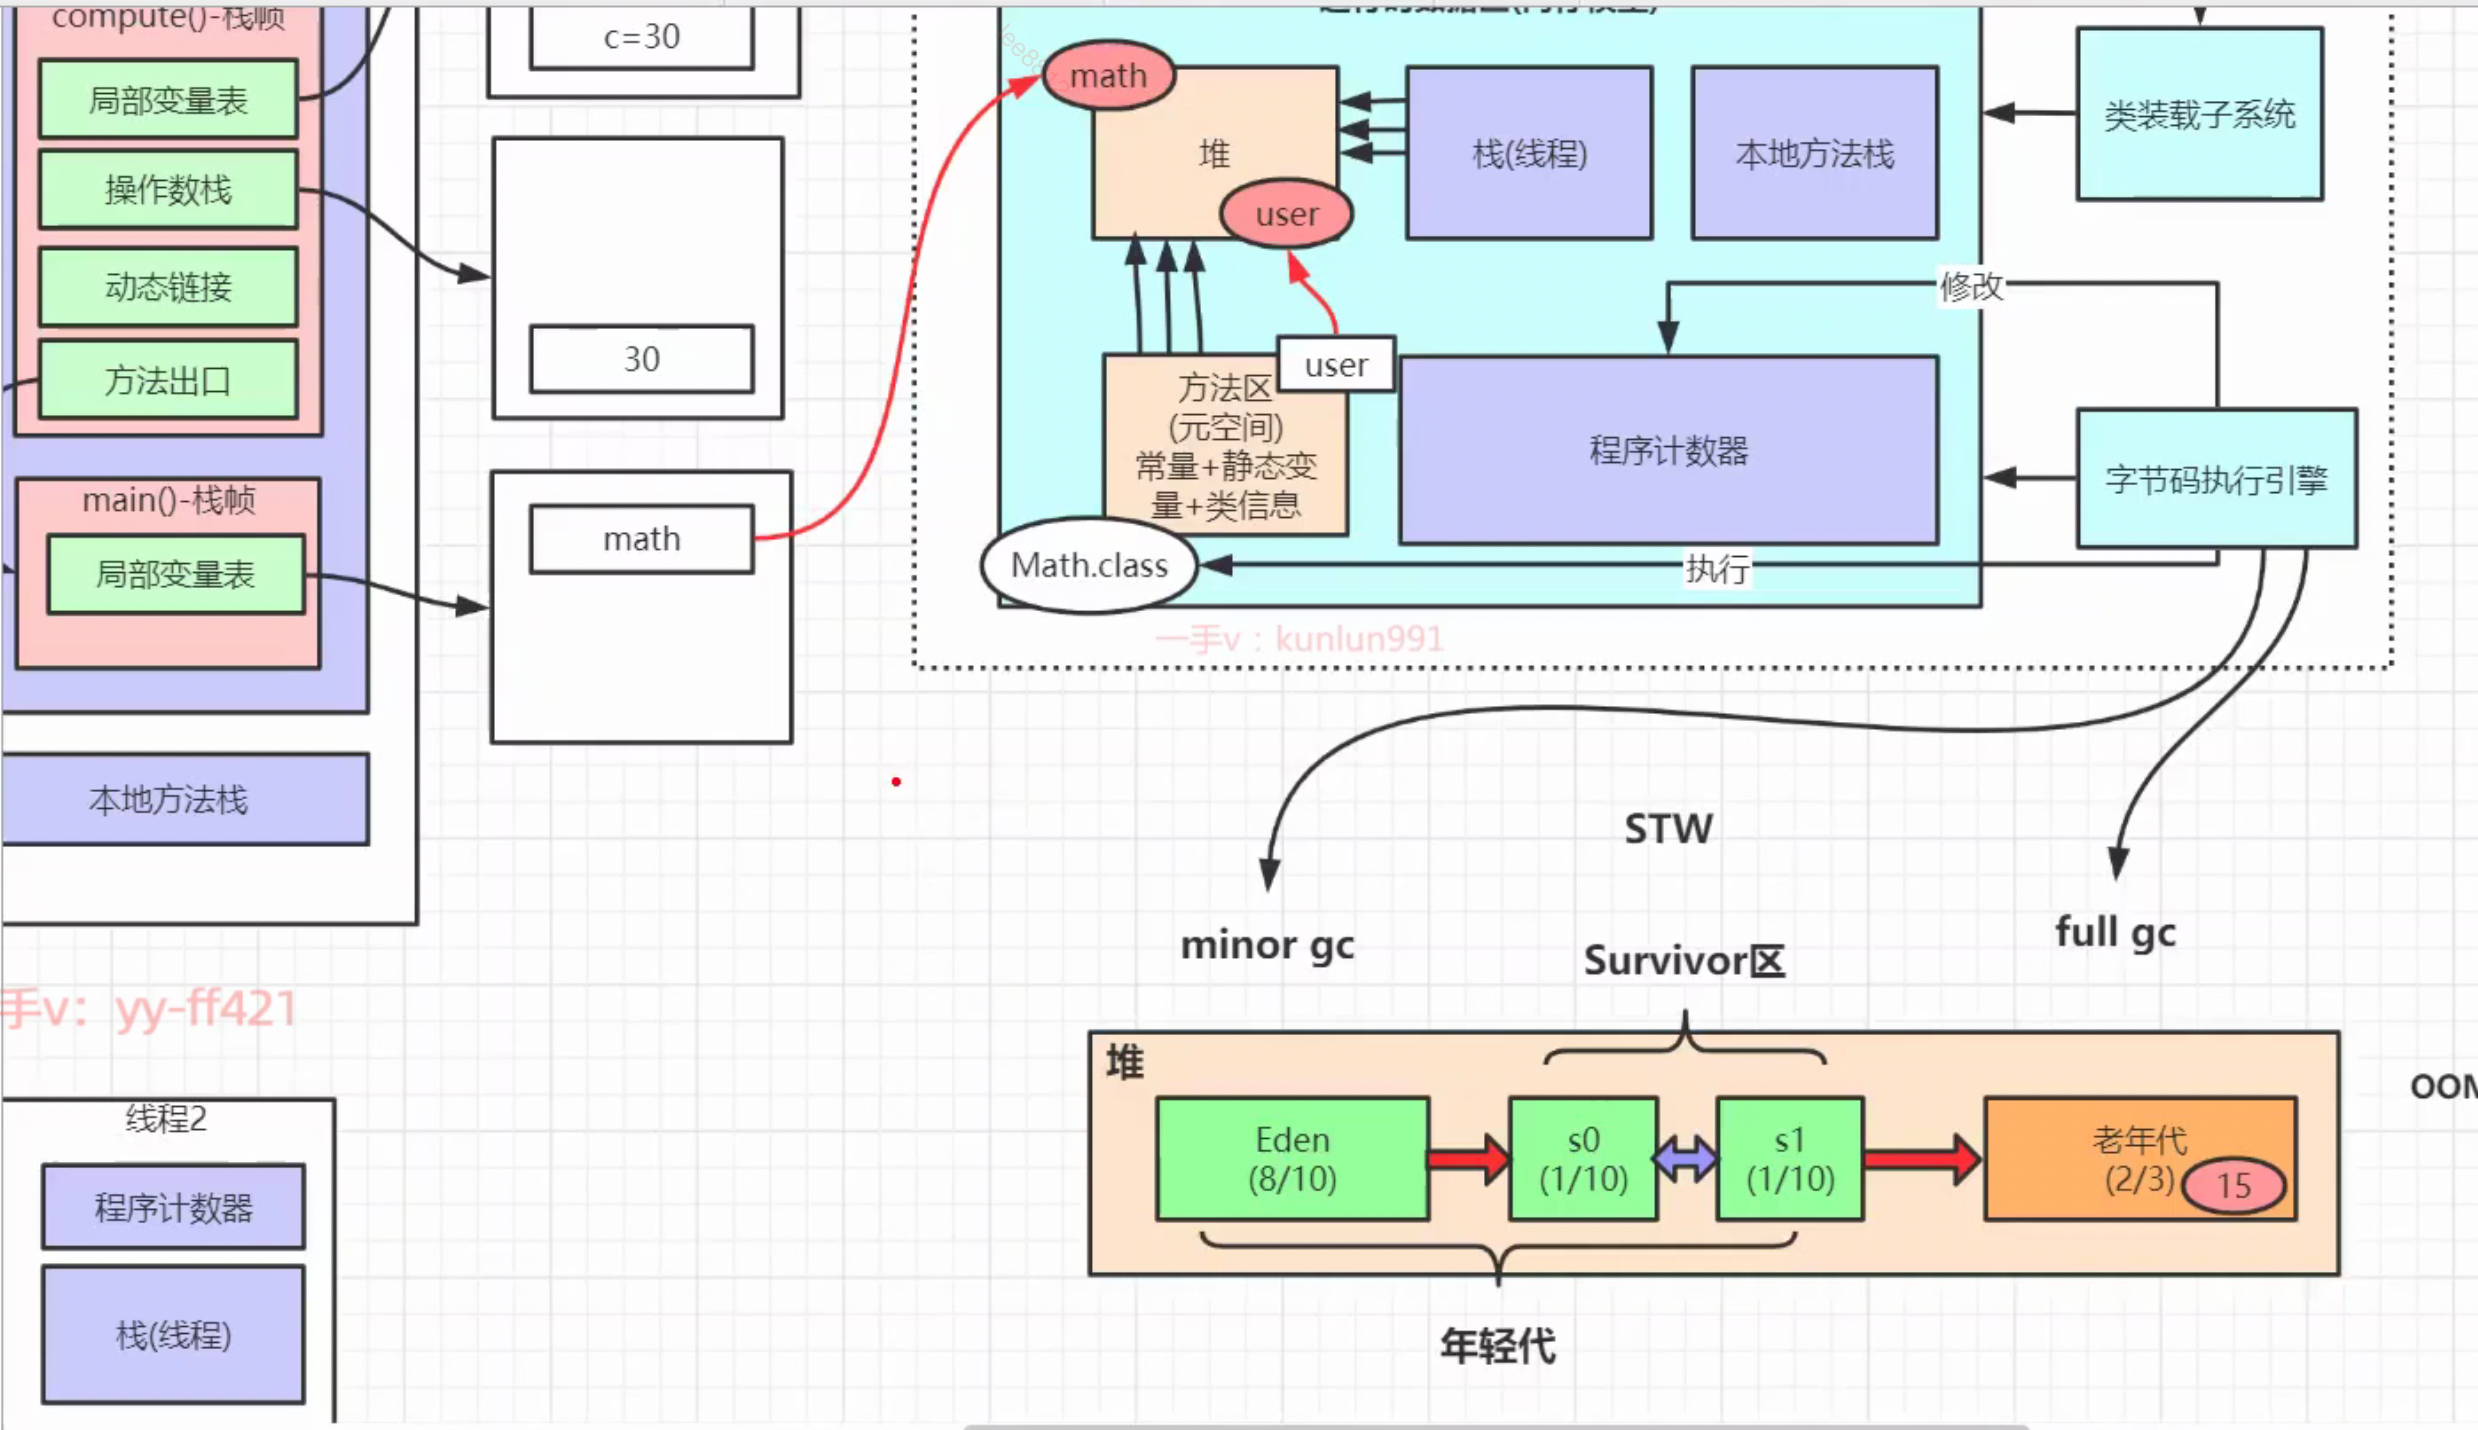 compute()-栈帧
局部变量表
操作数栈
动态链接
方法出口
main()-栈帧
局部变量表
本地方法栈
手v：yy-ff421
线程2
程序计数器
栈(线程)
c=30
30
math
math
堆
user
栈(线程)
本地方法栈
类装载子系统
修改
user
方法区
(元空间)
常量+静态变
量+类信息
程序计数器
字节码执行引擎
Math.class
执行
一手v：kunlun991
STW
minor gc
full gc
Survivor区
堆
Eden
(8/10)
s0
(1/10)
s1
(1/10)
老年代
(2/3)
15
年轻代